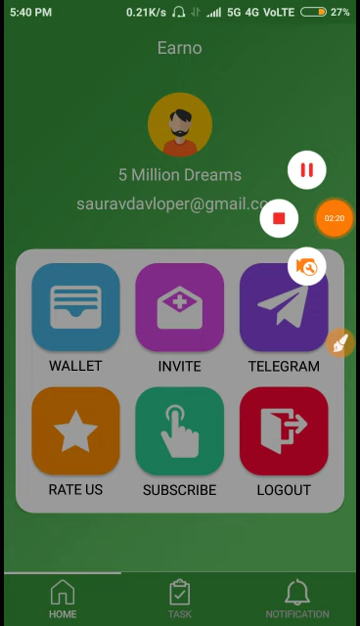 5:40 PM 0.21K/s 5G 4G VoLTE 27%
Earno
5 Million Dreams
sauravdavloper@gmail.co
02:20
WALLET INVITE TELEGRAM
RATE US SUBSCRIBE LOGOUT
HOME TASK NOTIFICATION